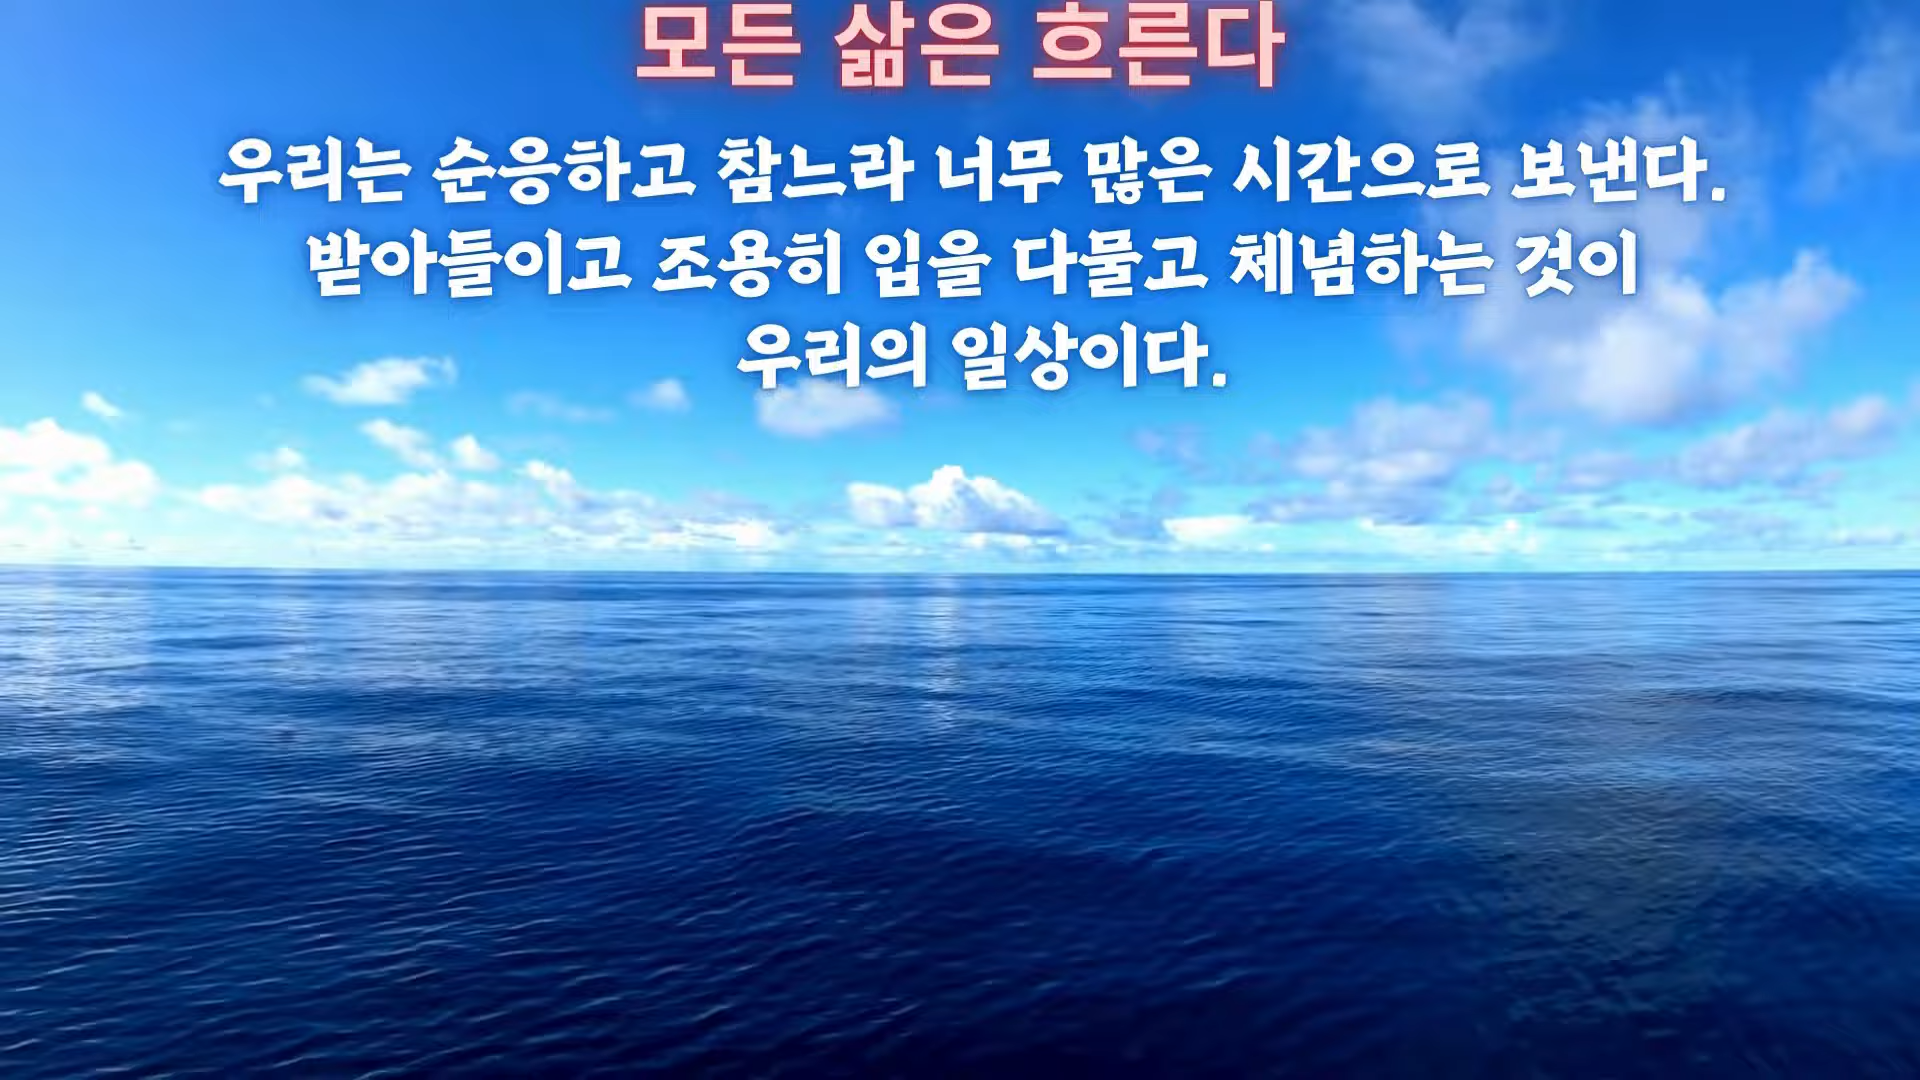 모든 삶은 흐른다
우리는 순응하고 참느라 너무 많은 시간으로 보낸다.
받아들이고 조용히 입을 다물고 체념하는 것이
우리의 일상이다.